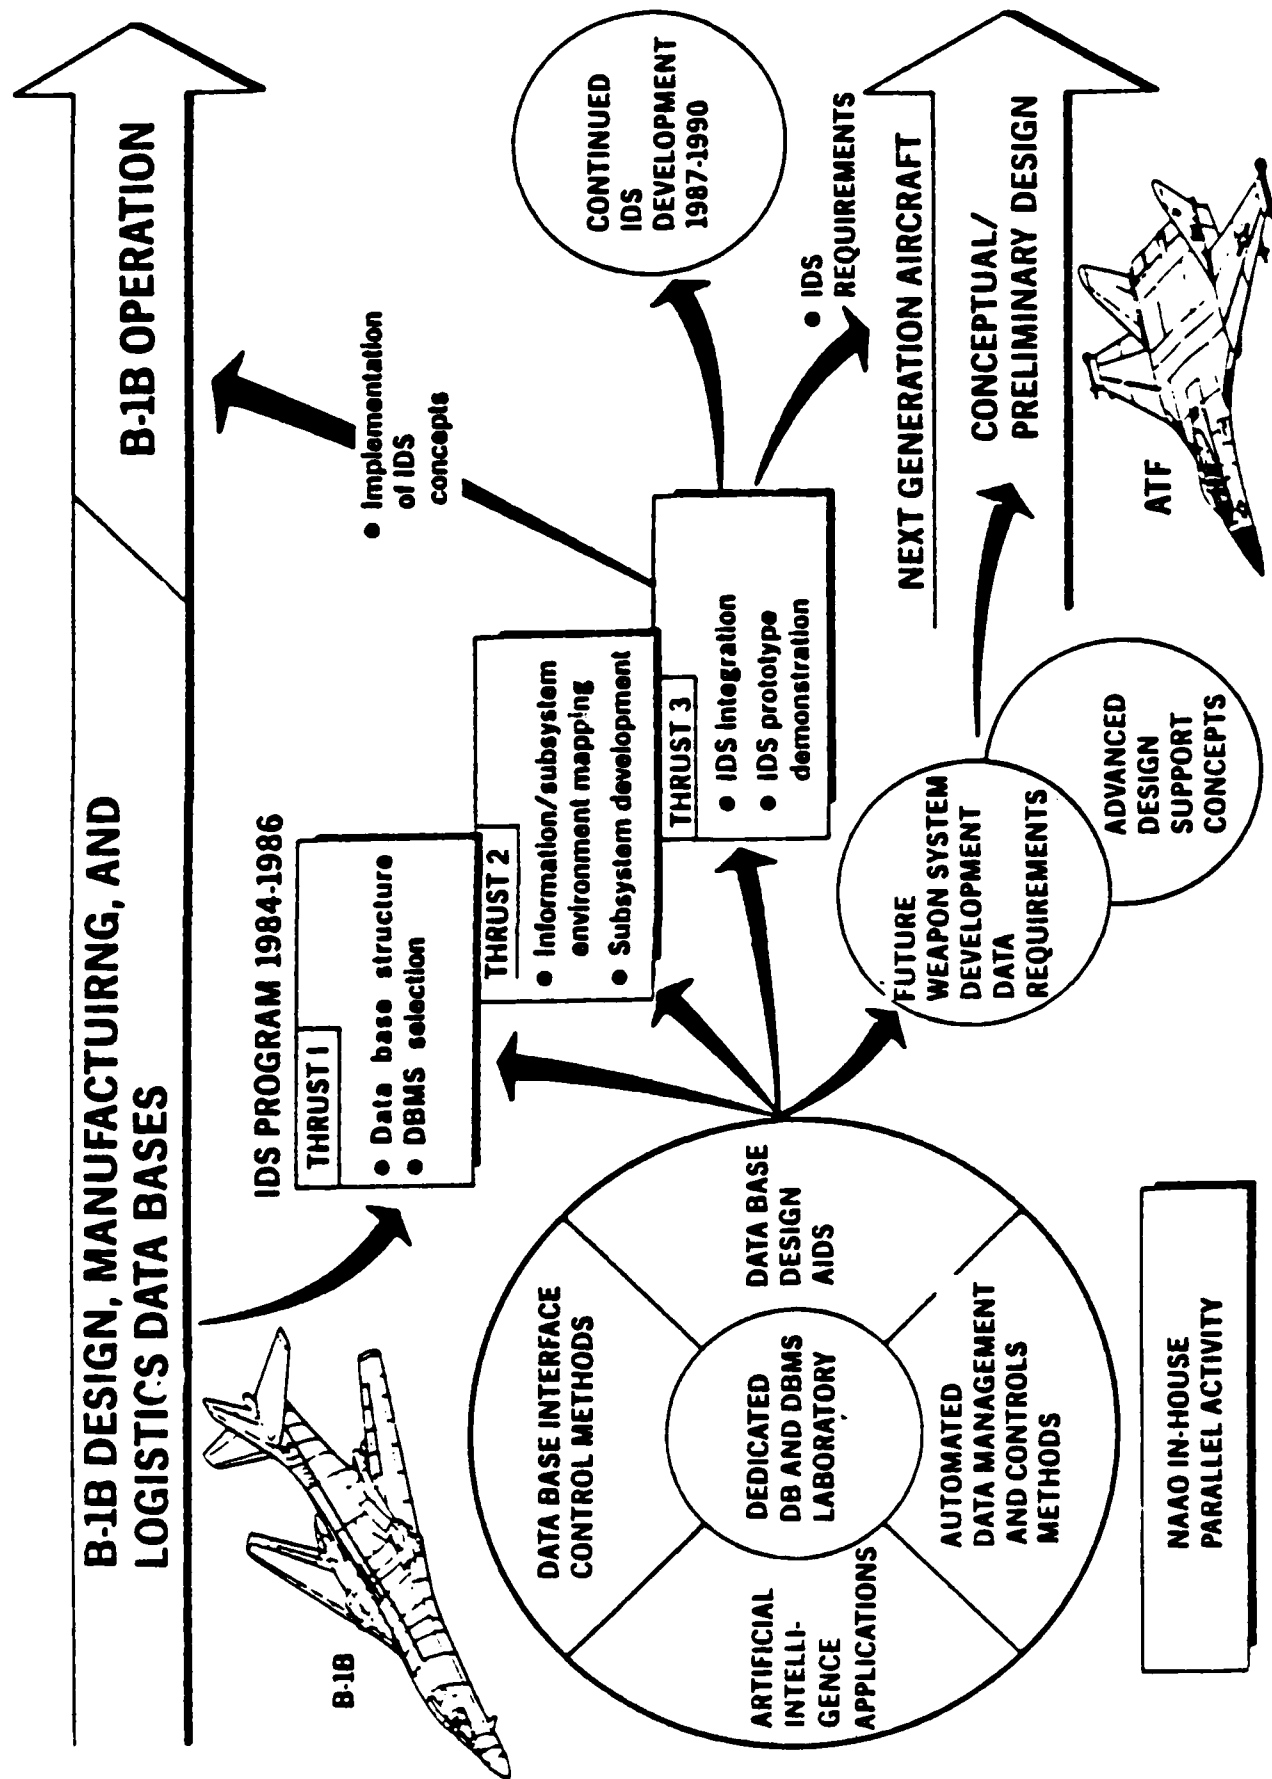 B-1B DESIGN, MANUFACTUIRNG, AND
LOGISTICS DATA BASES
B-1B OPERATION
B-1B
IDS PROGRAM 1984-1986
THRUST 1
● Data base structure
● DBMS selection
THRUST 2
● Information/subsystem
environment mapping
● Subsystem development
THRUST 3
● IDS integration
● IDS prototype
demonstration
● Implementation
of IDS
concepts
CONTINUED
IDS
DEVELOPMENT
1987-1990
● IDS
REQUIREMENTS
DATA BASE INTERFACE
CONTROL METHODS
DATA BASE
DESIGN
AIDS
DEDICATED
DB AND DBMS
LABORATORY
ARTIFICIAL
INTELLI-
GENCE
APPLICATIONS
AUTOMATED
DATA MANAGEMENT
AND CONTROLS
METHODS
FUTURE
WEAPON SYSTEM
DEVELOPMENT
DATA
REQUIREMENTS
ADVANCED
DESIGN
SUPPORT
CONCEPTS
NEXT GENERATION AIRCRAFT
CONCEPTUAL/
PRELIMINARY DESIGN
ATF
NAAO IN-HOUSE
PARALLEL ACTIVITY